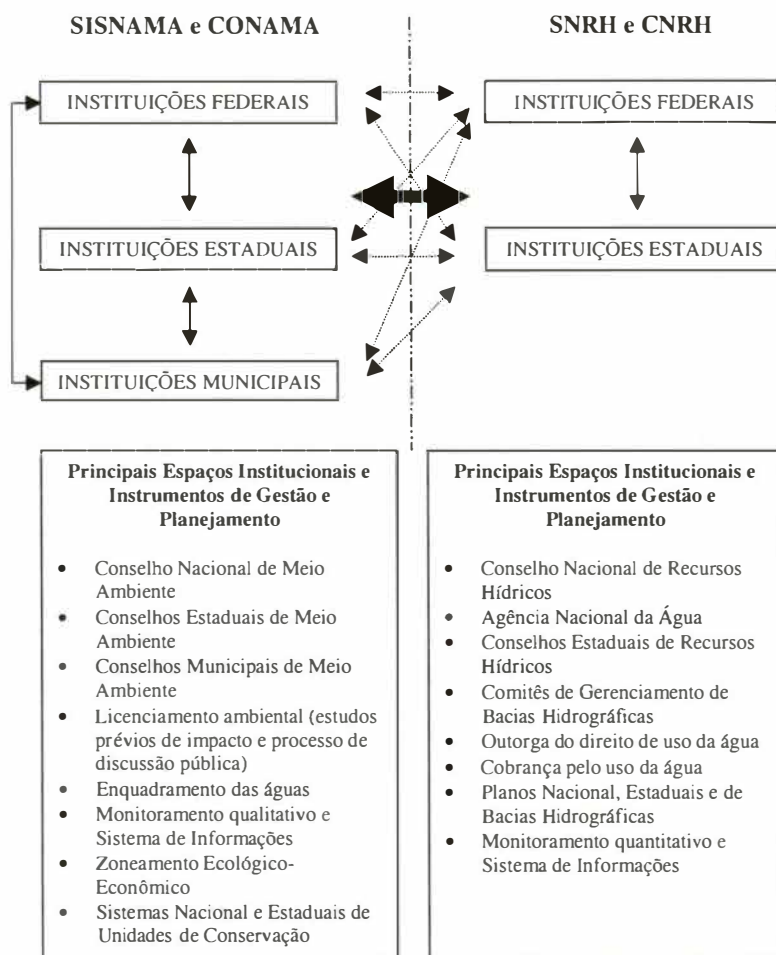 SISNAMA e CONAMA
SNRH e CNRH
INSTITUIÇÕES FEDERAIS
INSTITUIÇÕES FEDERAIS
INSTITUIÇÕES ESTADUAIS
INSTITUIÇÕES ESTADUAIS
INSTITUIÇÕES MUNICIPAIS
Principais Espaços Institucionais e
Instrumentos de Gestão e
Planejamento
• Conselho Nacional de Meio
Ambiente
• Conselhos Estaduais de Meio
Ambiente
• Conselhos Municipais de Meio
Ambiente
• Licenciamento ambiental (estudos
prévios de impacto e processo de
discussão pública)
• Enquadramento das águas
• Monitoramento qualitativo e
Sistema de Informações
• Zoneamento Ecológico-
Econômico
• Sistemas Nacional e Estaduais de
Unidades de Conservação
Principais Espaços Institucionais e
Instrumentos de Gestão e
Planejamento
• Conselho Nacional de Recursos
Hídricos
• Agência Nacional da Água
• Conselhos Estaduais de Recursos
Hídricos
• Comitês de Gerenciamento de
Bacias Hidrográficas
• Outorga do direito de uso da água
• Cobrança pelo uso da água
• Planos Nacional, Estaduais e de
Bacias Hidrográficas
• Monitoramento quantitativo e
Sistema de Informações